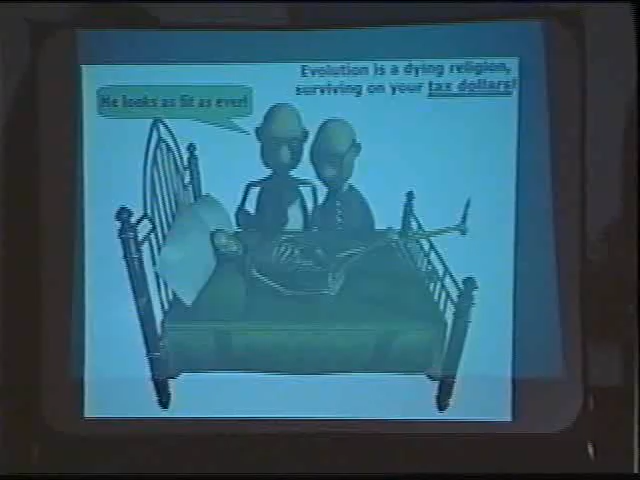 Evolution is a dying religion,
surviving on your tax dollars!
He looks as fit as ever!